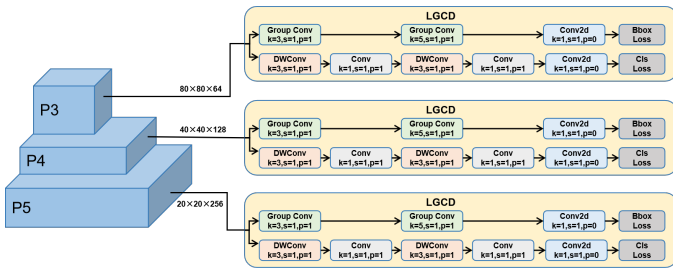 LGCD
Group Conv
k=3,s=1,p=1
Group Conv
k=5,s=1,p=1
Conv2d
k=1,s=1,p=0
Bbox
Loss
DWConv
k=3,s=1,p=1
Conv
k=1,s=1,p=1
DWConv
k=3,s=1,p=1
Conv
k=1,s=1,p=1
Conv2d
k=1,s=1,p=0
Cls
Loss
P3
80×80×64
LGCD
Group Conv
k=3,s=1,p=1
Group Conv
k=5,s=1,p=1
Conv2d
k=1,s=1,p=0
Bbox
Loss
DWConv
k=3,s=1,p=1
Conv
k=1,s=1,p=1
DWConv
k=3,s=1,p=1
Conv
k=1,s=1,p=1
Conv2d
k=1,s=1,p=0
Cls
Loss
P4
40×40×128
LGCD
Group Conv
k=3,s=1,p=1
Group Conv
k=5,s=1,p=1
Conv2d
k=1,s=1,p=0
Bbox
Loss
DWConv
k=3,s=1,p=1
Conv
k=1,s=1,p=1
DWConv
k=3,s=1,p=1
Conv
k=1,s=1,p=1
Conv2d
k=1,s=1,p=0
Cls
Loss
P5
20×20×256